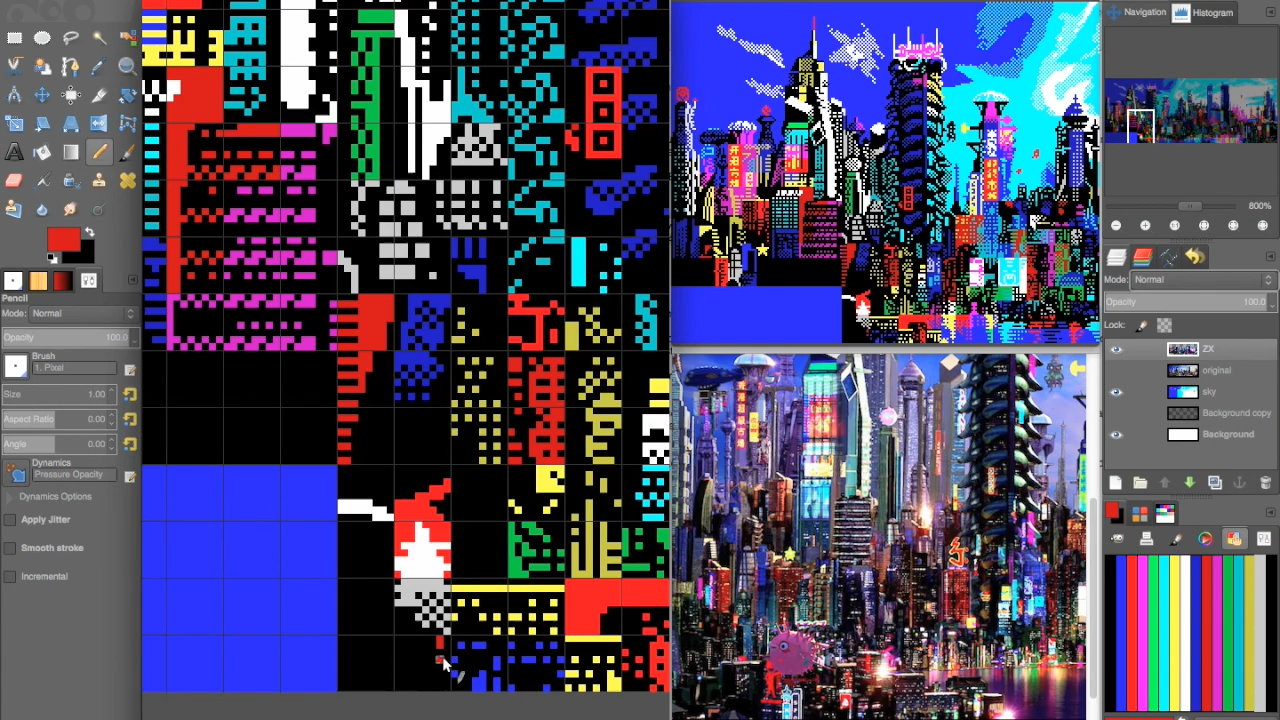 Navigation
Histogram
800%
Mode: Normal
Opacity 100.0
Lock:
ZX
original
sky
Background copy
Background
Pencil
Mode: Normal
Opacity 100.0
Brush
1. Pixel
Size 1.00
Aspect Ratio 0.00
Angle 0.00
Dynamics
Pressure Opacity
Dynamics Options
Apply Jitter
Smooth stroke
Incremental